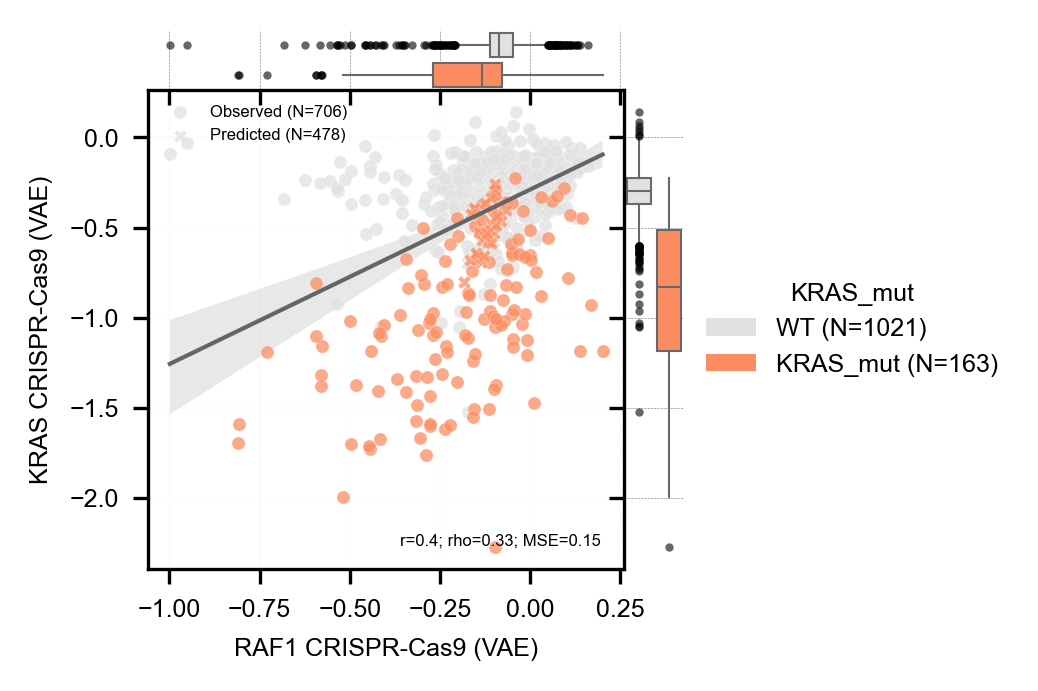 Observed (N=706)
Predicted (N=478)
0.0
−0.5
−1.0
−1.5
−2.0
KRAS CRISPR-Cas9 (VAE)
r=0.4; rho=0.33; MSE=0.15
−1.00
−0.75
−0.50
−0.25
0.00
0.25
RAF1 CRISPR-Cas9 (VAE)
KRAS_mut
WT (N=1021)
KRAS_mut (N=163)